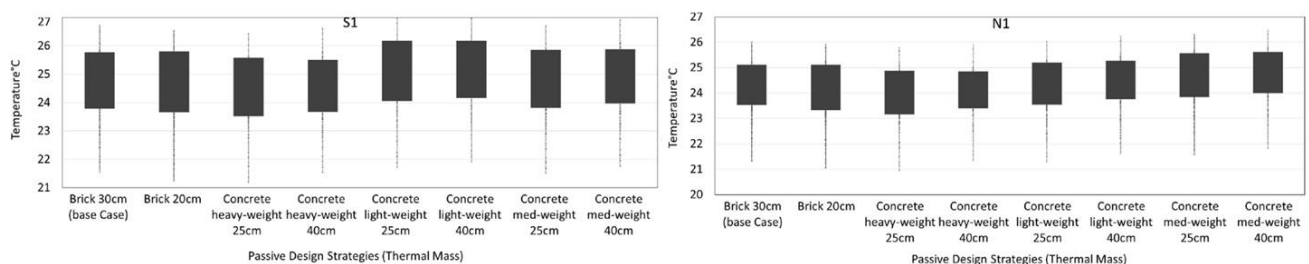 S1
Temperature°C
27
26
25
24
23
22
21
Brick 30cm Brick 20cm Concrete Concrete Concrete Concrete Concrete Concrete
(base Case) heavy-weight heavy-weight light-weight light-weight med-weight med-weight
25cm 40cm 25cm 40cm 25cm 40cm
Passive Design Strategies (Thermal Mass)
N1
Temperature°C
27
26
25
24
23
22
21
20
Brick 30cm Brick 20cm Concrete Concrete Concrete Concrete Concrete Concrete
(base Case) heavy-weight heavy-weight light-weight light-weight med-weight med-weight
25cm 40cm 25cm 40cm 25cm 40cm
Passive Design Strategies (Thermal Mass)